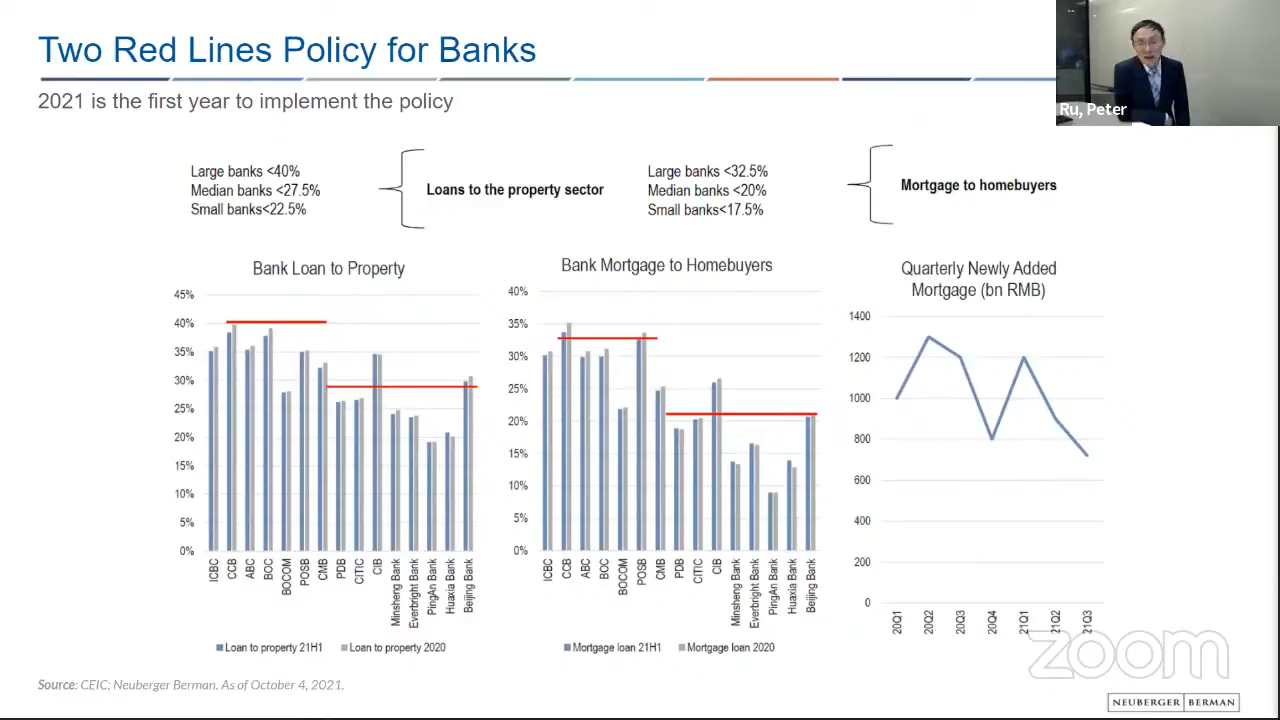 Two Red Lines Policy for Banks
2021 is the first year to implement the policy
Ru, Peter
Large banks <40%
Median banks <27.5%
Small banks<22.5%
Loans to the property sector
Large banks <32.5%
Median banks <20%
Small banks<17.5%
Mortgage to homebuyers
Bank Loan to Property
45%
40%
35%
30%
25%
20%
15%
10%
5%
0%
ICBC
CCB
ABC
BOC
BOCOM
POSB
CMB
PDB
CITIC
CIB
Minsheng Bank
Everbright Bank
PingAn Bank
Huaxia Bank
Beijing Bank
Loan to property 21H1
Loan to property 2020
Bank Mortgage to Homebuyers
40%
35%
30%
25%
20%
15%
10%
5%
0%
ICBC
CCB
ABC
BOC
BOCOM
POSB
CMB
PDB
CITIC
CIB
Minsheng Bank
Everbright Bank
PingAn Bank
Huaxia Bank
Beijing Bank
Mortgage loan 21H1
Mortgage loan 2020
Quarterly Newly Added
Mortgage (bn RMB)
1400
1200
1000
800
600
400
200
0
20Q1
20Q2
20Q3
20Q4
21Q1
21Q2
21Q3
zoom
Source: CEIC; Neuberger Berman. As of October 4, 2021.
NEUBERGER BERMAN